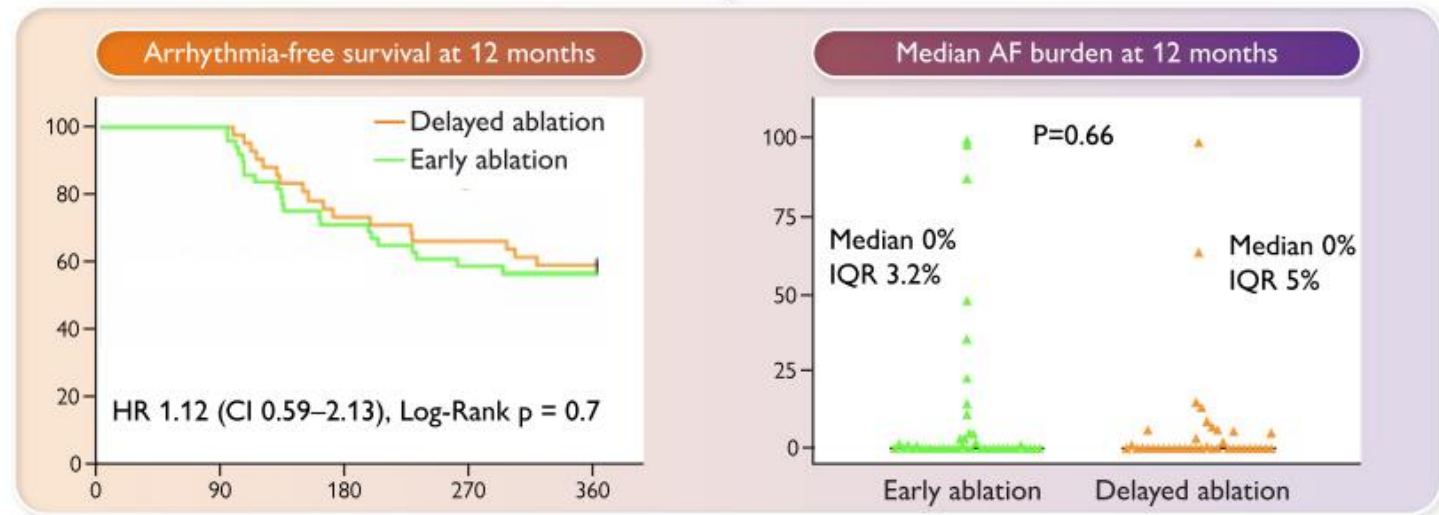 Arrhythmia-free survival at 12 months
100
80
60
40
20
0
0 90 180 270 360
Delayed ablation
Early ablation
HR 1.12 (CI 0.59–2.13), Log-Rank p = 0.7
Median AF burden at 12 months
100
75
50
25
0
P=0.66
Median 0%
IQR 3.2%
Median 0%
IQR 5%
Early ablation Delayed ablation